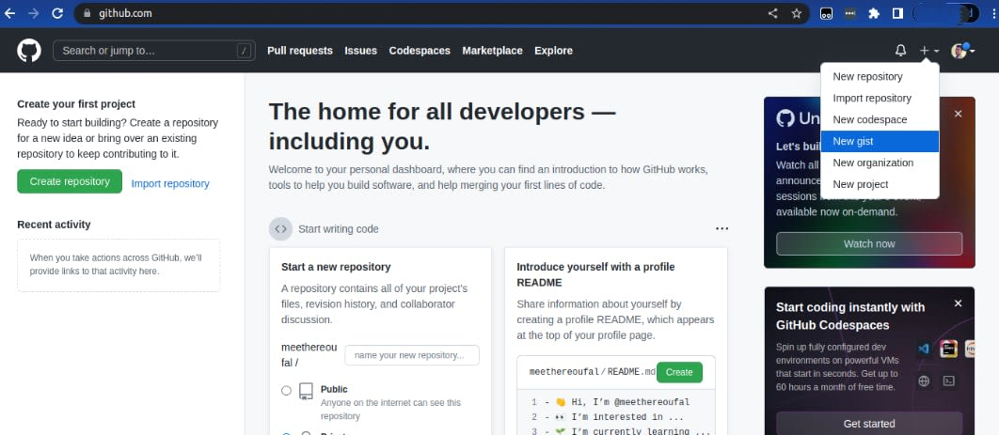 github.com
Search or jump to…
/
Pull requests
Issues
Codespaces
Marketplace
Explore
New repository
Import repository
New codespace
New gist
New organization
New project
Create your first project
Ready to start building? Create a repository
for a new idea or bring over an existing
repository to keep contributing to it.
Create repository
Import repository
Recent activity
When you take actions across GitHub, we'll
provide links to that activity here.
The home for all developers —
including you.
Welcome to your personal dashboard, where you can find an introduction to how GitHub works,
tools to help you build software, and help merging your first lines of code.
Start writing code
Start a new repository
A repository contains all of your project's
files, revision history, and collaborator
discussion.
meethereou
fal /
name your new repository...
Public
Anyone on the internet can see this
repository
Introduce yourself with a profile
README
Share information about yourself by
creating a profile README, which appears
at the top of your profile page.
meethereoufal/README.md
Create
1 - 👋 Hi, I'm @meethereoufal
2 - 👀 I'm interested in ...
3 - 🌱 I'm currently learning ...
Un
Let's buil
Watch all
announce
sessions
available now on-demand.
Watch now
Start coding instantly with
GitHub Codespaces
Spin up fully configured dev
environments on powerful VMs
that start in seconds. Get up to
60 hours a month of free time.
Get started